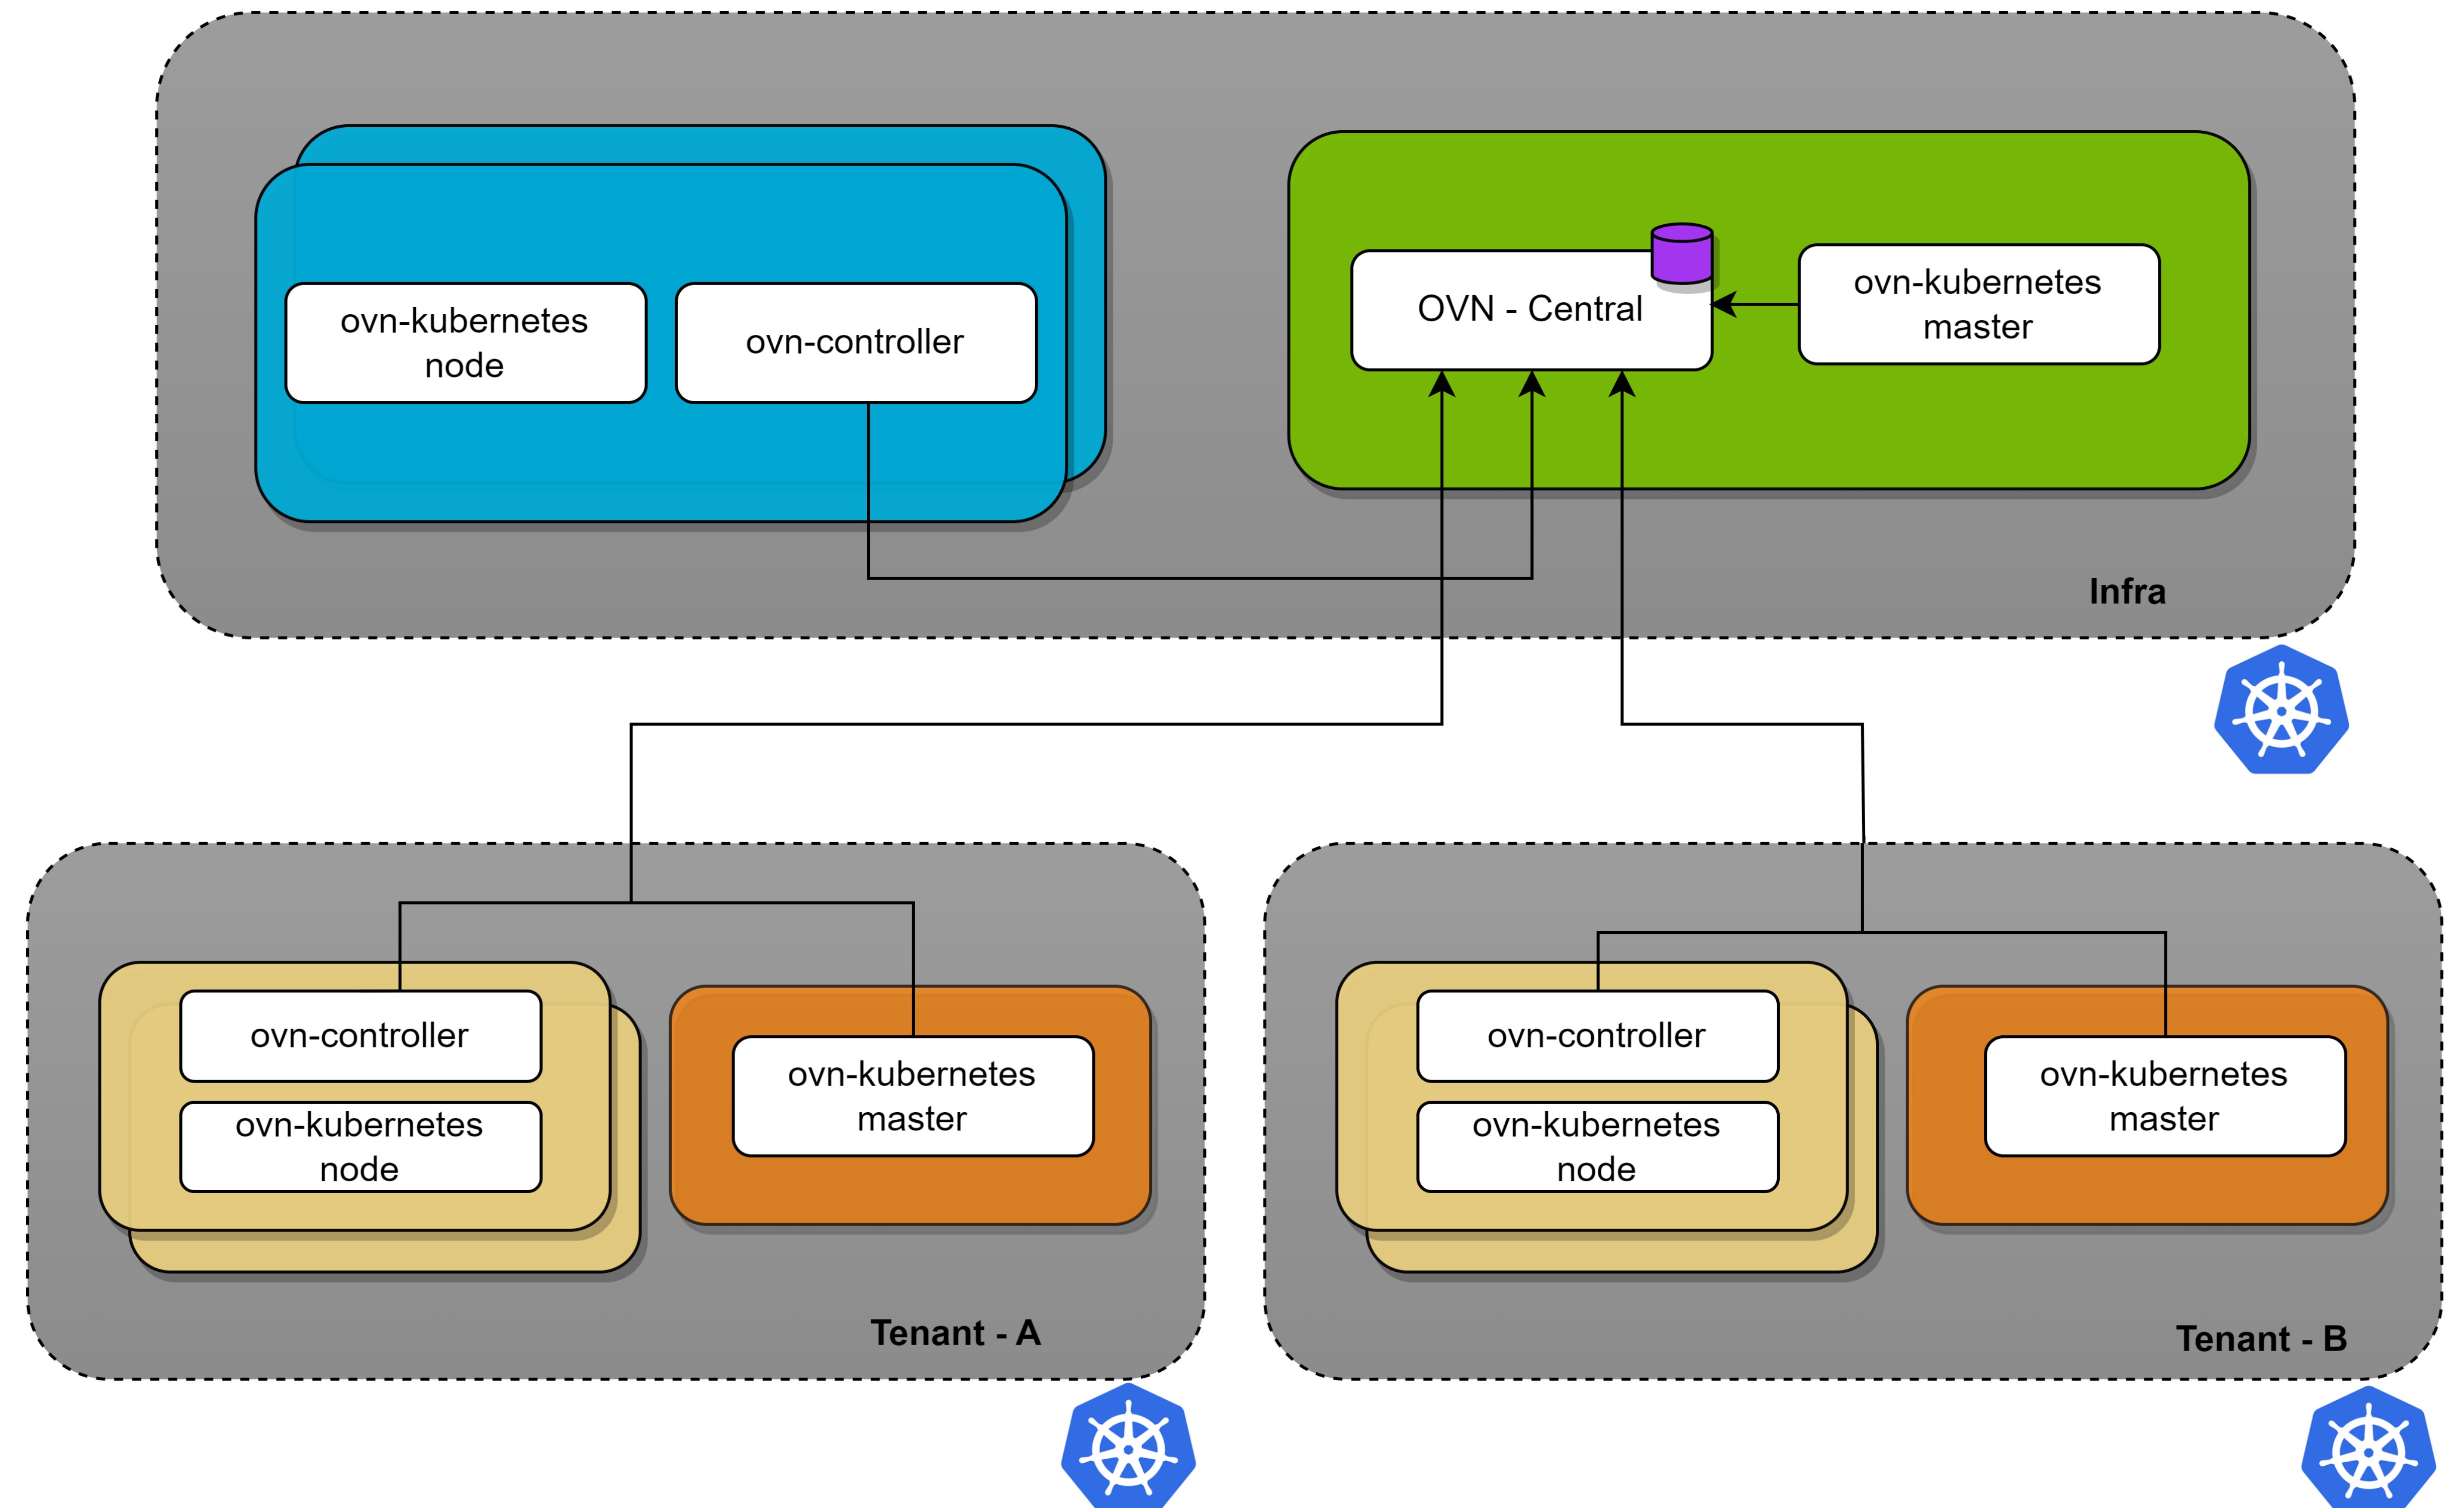 ovn-kubernetes
node
ovn-controller
OVN - Central
ovn-kubernetes
master
Infra
ovn-controller
ovn-kubernetes
node
ovn-kubernetes
master
Tenant - A
ovn-controller
ovn-kubernetes
node
ovn-kubernetes
master
Tenant - B